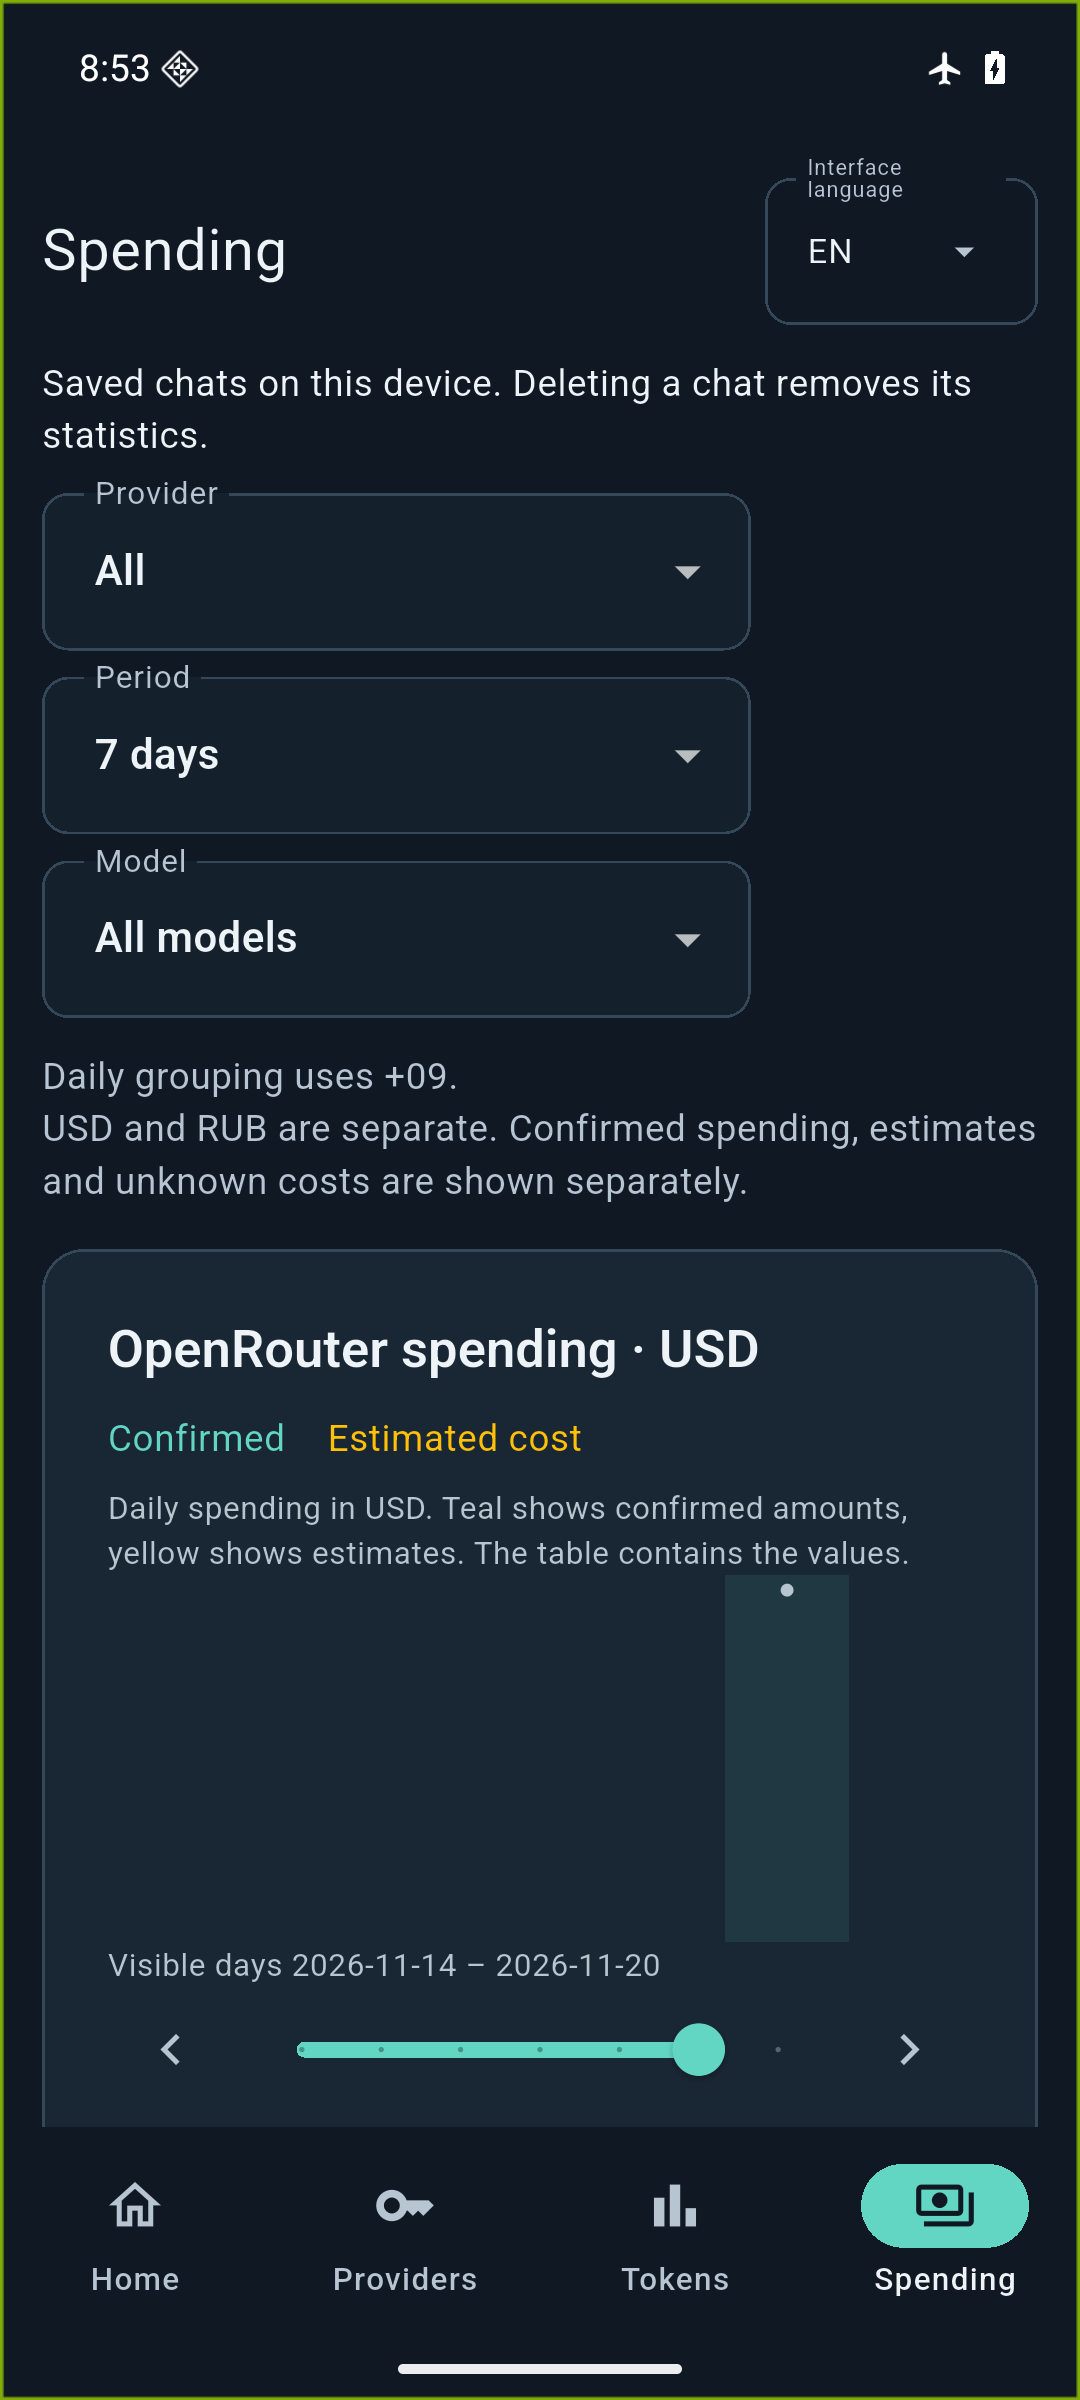 8:53
Interface
language
Spending
EN
Saved chats on this device. Deleting a chat removes its
statistics.
Provider
All
Period
7 days
Model
All models
Daily grouping uses +09.
USD and RUB are separate. Confirmed spending, estimates
and unknown costs are shown separately.
OpenRouter spending · USD
Confirmed Estimated cost
Daily spending in USD. Teal shows confirmed amounts,
yellow shows estimates. The table contains the values.
Visible days 2026-11-14 – 2026-11-20
Home Providers Tokens Spending